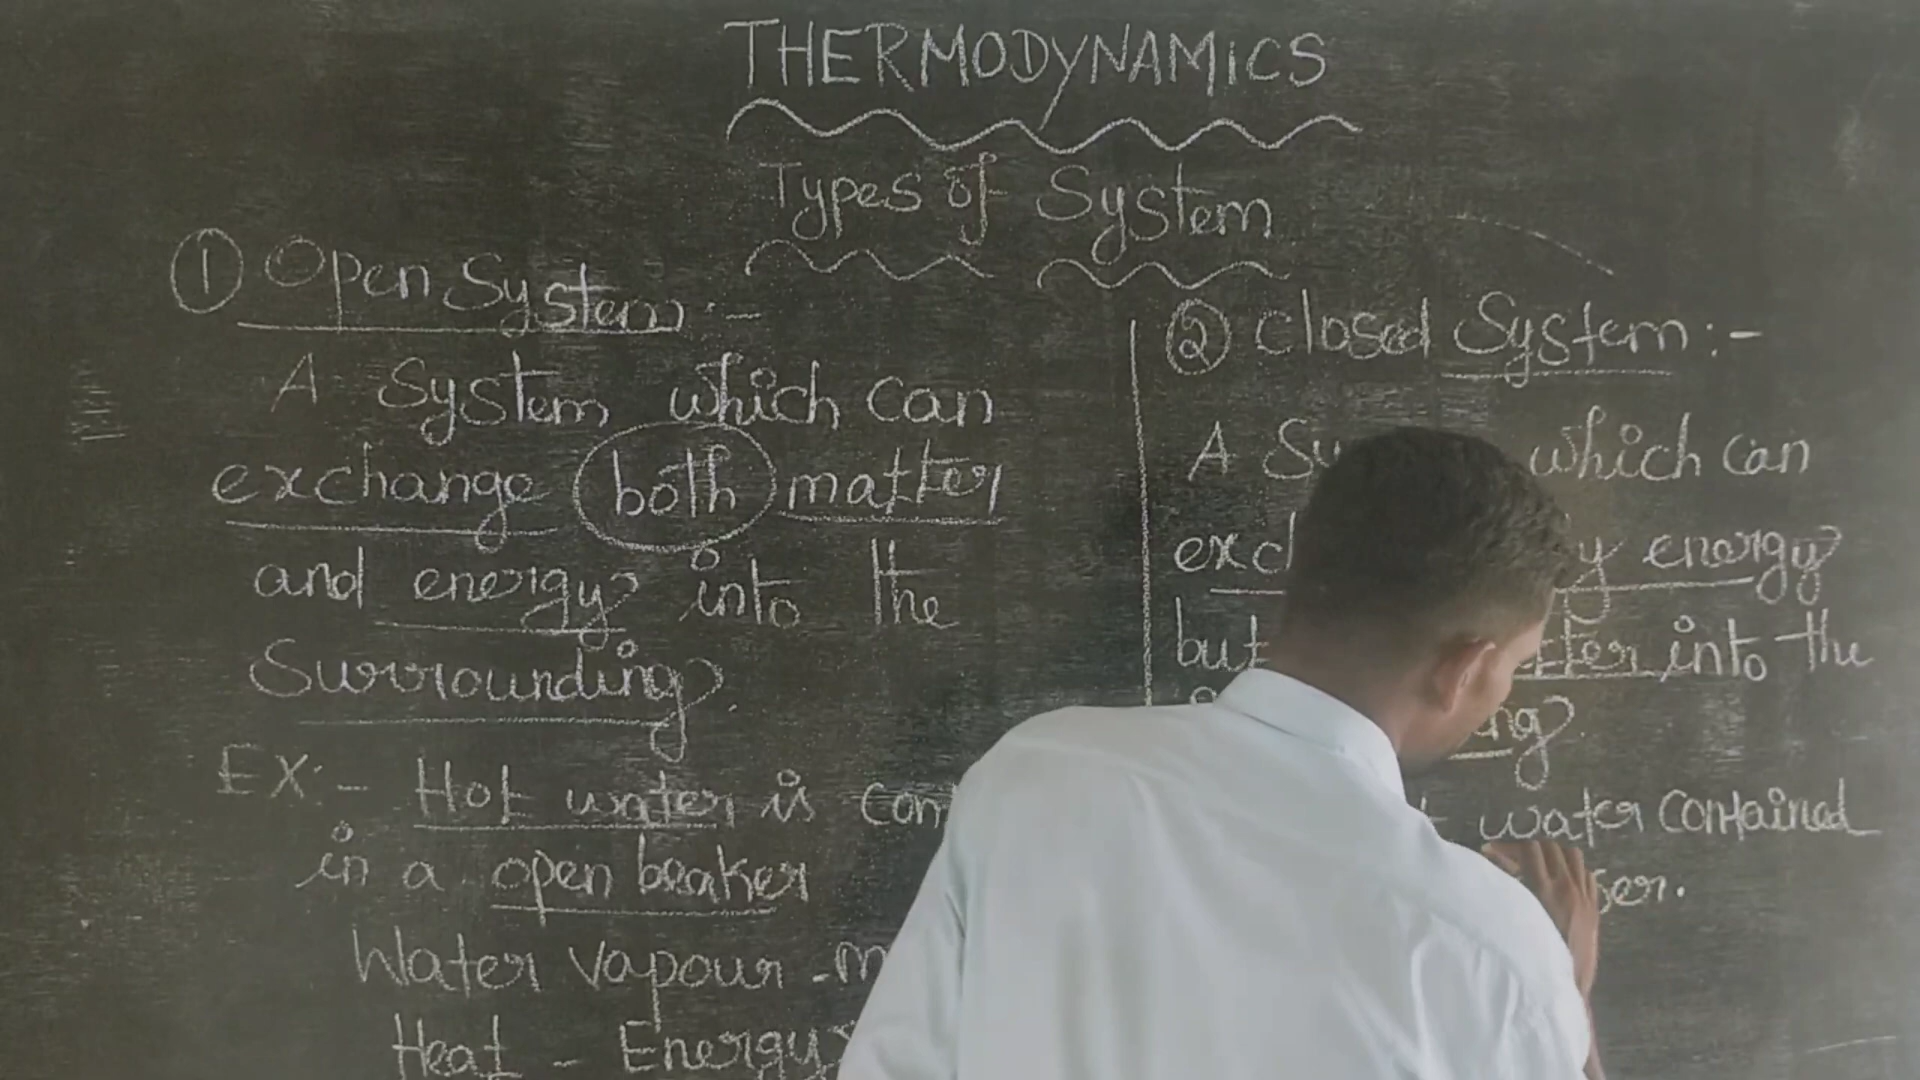 THERMODYNAMICS
Types of System
① Open System :-
A System which can
exchange both matter
and energy into the
Surrounding.
EX:- Hot water is
in a open beaker
Water vapour -
Heat - Energy
② Closed System :-
A which can
energy
but into the
water contained